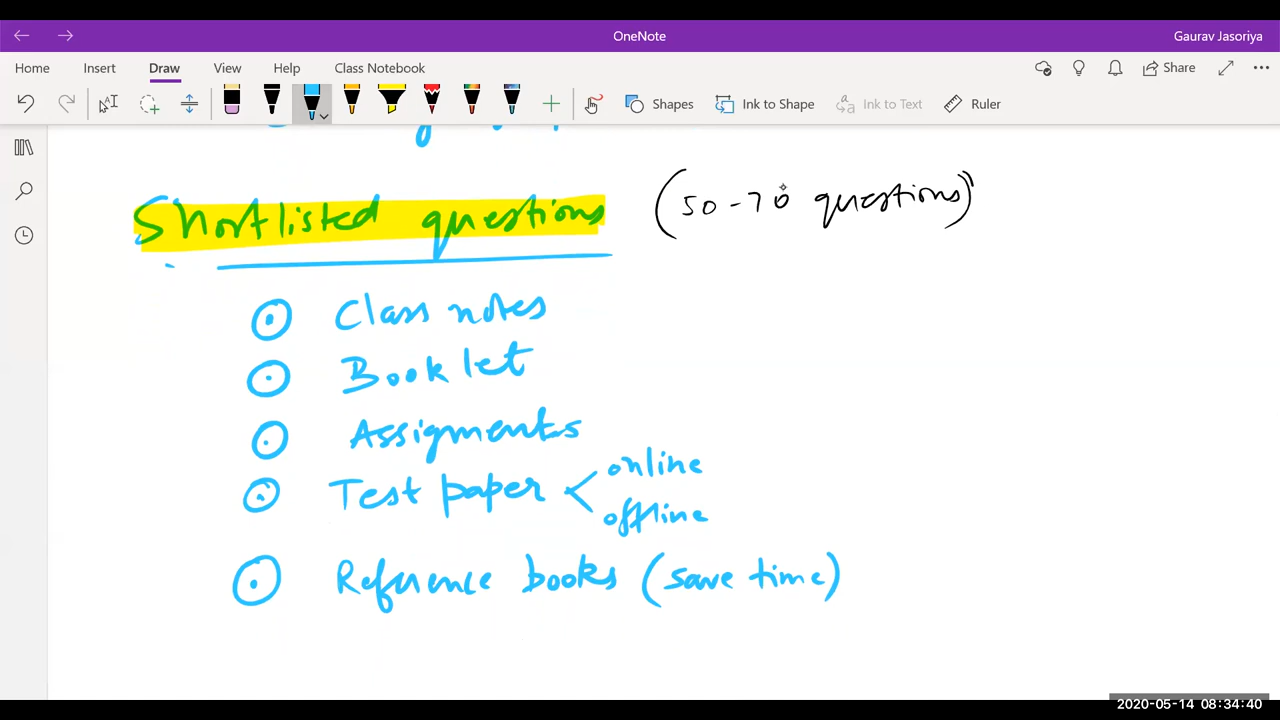 OneNote
Gaurav Jasoriya
Home Insert Draw View Help Class Notebook Share
Shapes Ink to Shape Ink to Text Ruler
Shortlisted questions (50-70 questions)
Class notes
Booklet
Assigments
Test paper < online
offline
Reference books (save time)
2020-05-14 08:34:40